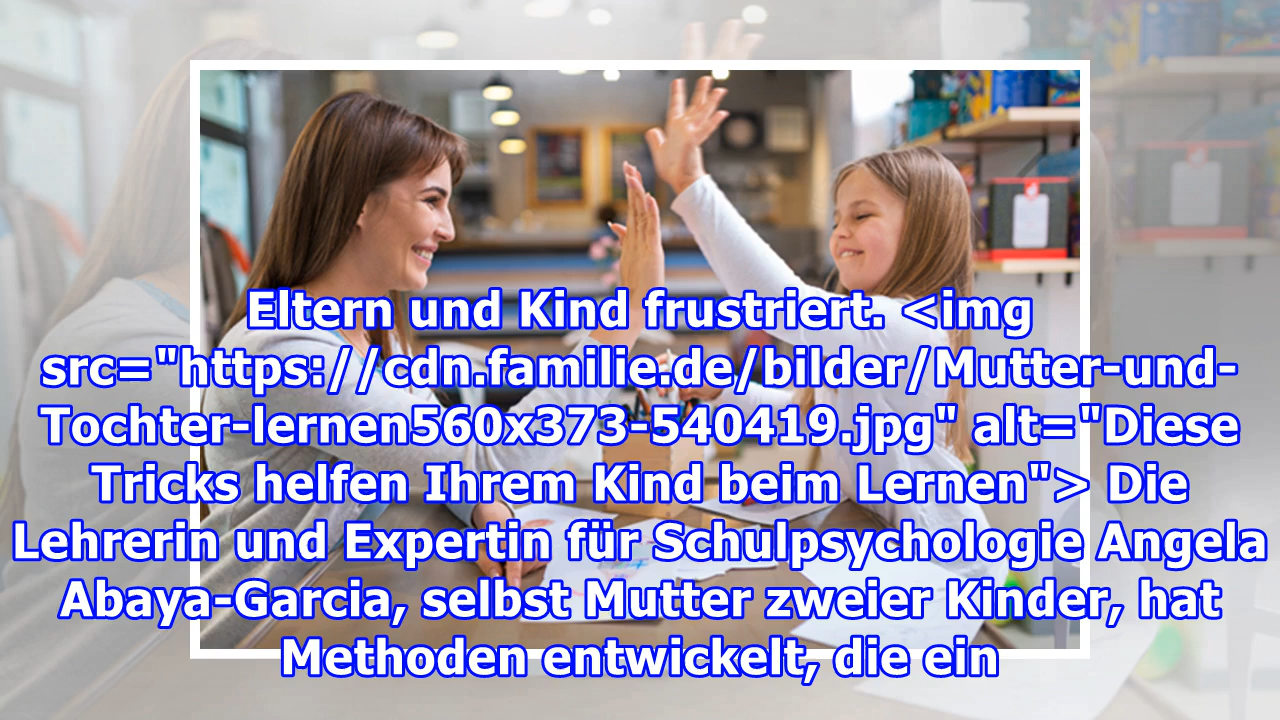 Eltern und Kind frustriert. <img
src="https://cdn.familie.de/bilder/Mutter-und-
Tochter-lernen560x373-540419.jpg" alt="Diese
Tricks helfen Ihrem Kind beim Lernen"> Die
Lehrerin und Expertin für Schulpsychologie Angela
Abaya-Garcia, selbst Mutter zweier Kinder, hat
Methoden entwickelt, die ein